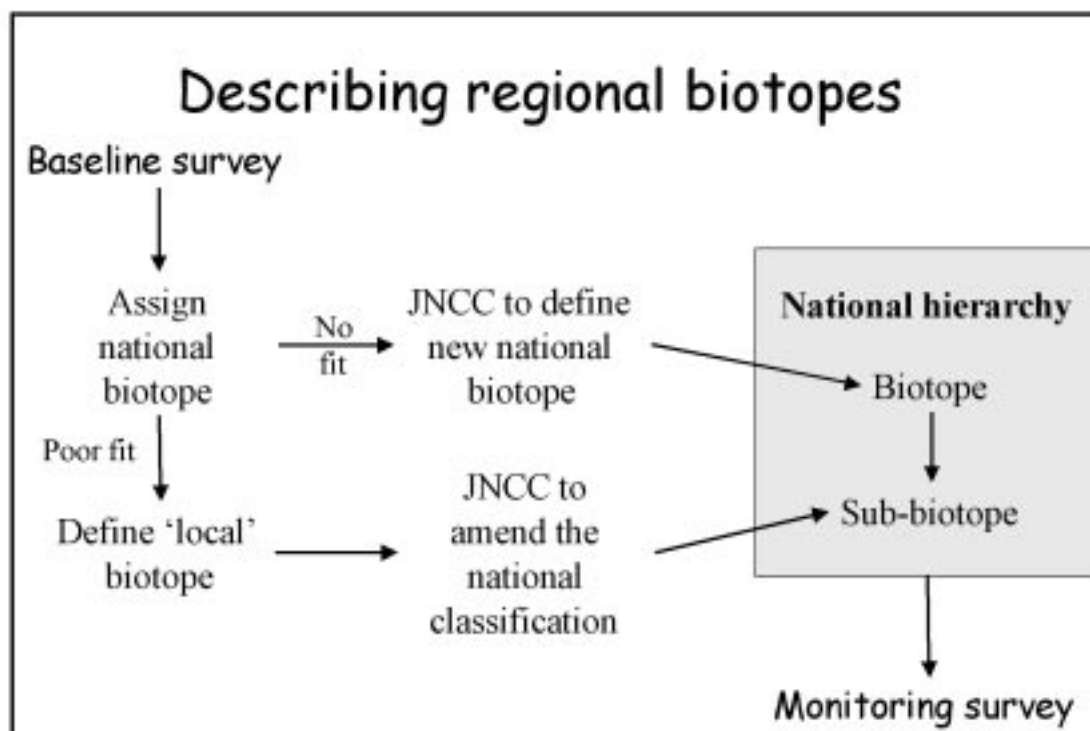 Describing regional biotopes
Baseline survey
Assign
national
biotope
No
fit
JNCC to define
new national
biotope
National hierarchy
Biotope
Poor fit
Define ‘local’
biotope
JNCC to
amend the
national
classification
Sub-biotope
Monitoring survey